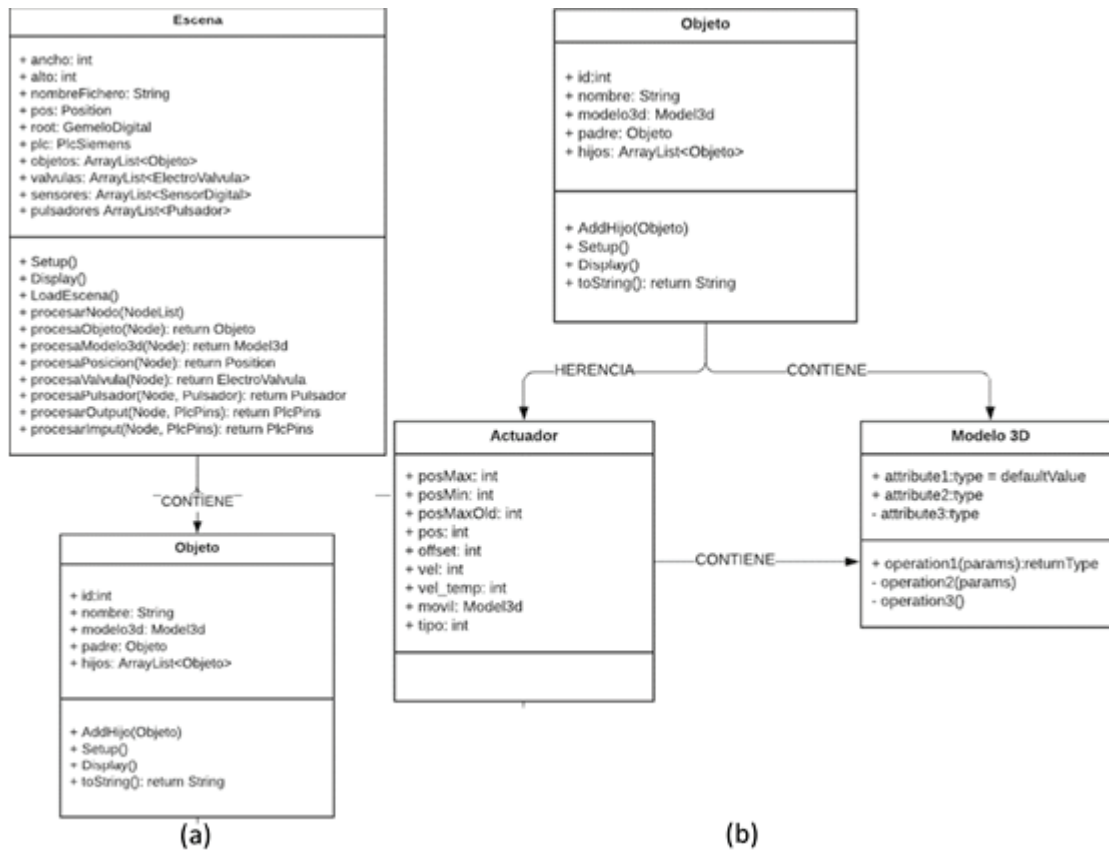 Escena
+ ancho: int
+ alto: int
+ nombreFichero: String
+ pos: Position
+ root: GemeloDigital
+ plc: PlcSiemens
+ objetos: ArrayList<Objeto>
+ valvulas: ArrayList<ElectroValvula>
+ sensores: ArrayList<SensorDigital>
+ pulsadores ArrayList<Pulsador>
+ Setup()
+ Display()
+ LoadEscena()
+ procesarNodo(NodeList)
+ procesaObjeto(Node): return Objeto
+ procesaModelo3d(Node): return Model3d
+ procesaPosicion(Node): return Position
+ procesaValvula(Node): return ElectroValvula
+ procesaPulsador(Node, Pulsador): return Pulsador
+ procesarOutput(Node, PlcPins): return PlcPins
+ procesarImput(Node, PlcPins): return PlcPins
CONTIENE
Objeto
+ id:int
+ nombre: String
+ modelo3d: Model3d
+ padre: Objeto
+ hijos: ArrayList<Objeto>
+ AddHijo(Objeto)
+ Setup()
+ Display()
+ toString(): return String
(a)
Objeto
+ id:int
+ nombre: String
+ modelo3d: Model3d
+ padre: Objeto
+ hijos: ArrayList<Objeto>
+ AddHijo(Objeto)
+ Setup()
+ Display()
+ toString(): return String
HERENCIA
CONTIENE
Actuador
+ posMax: int
+ posMin: int
+ posMaxOld: int
+ pos: int
+ offset: int
+ vel: int
+ vel_temp: int
+ movil: Model3d
+ tipo: int
CONTIENE
Modelo 3D
+ attribute1:type = defaultValue
+ attribute2:type
- attribute3:type
+ operation1(params):returnType
- operation2(params)
- operation3()
(b)